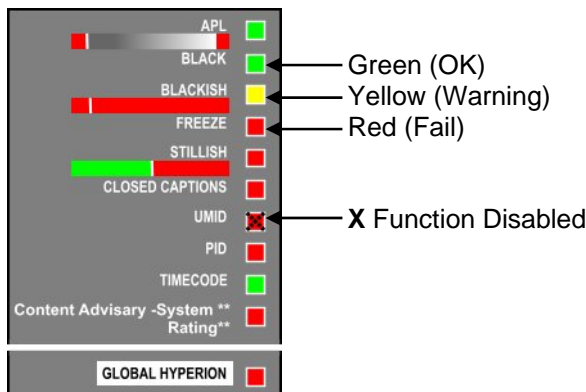 APL
BLACK
Green (OK)
BLACKISH
Yellow (Warning)
FREEZE
Red (Fail)
STILLISH
CLOSED CAPTIONS
UMID
X Function Disabled
PID
TIMECODE
Content Advisary -System **
Rating**
GLOBAL HYPERION